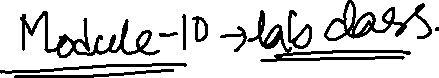 Module-10 → lab class.